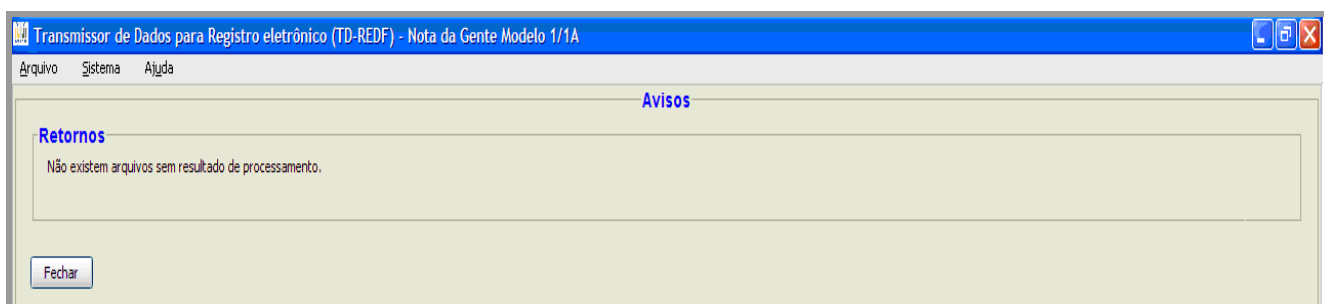 Transmissor de Dados para Registro eletrônico (TD-REDF) - Nota da Gente Modelo 1/1A
Arquivo Sistema Ajuda
Avisos
Retornos
Não existem arquivos sem resultado de processamento.
Fechar